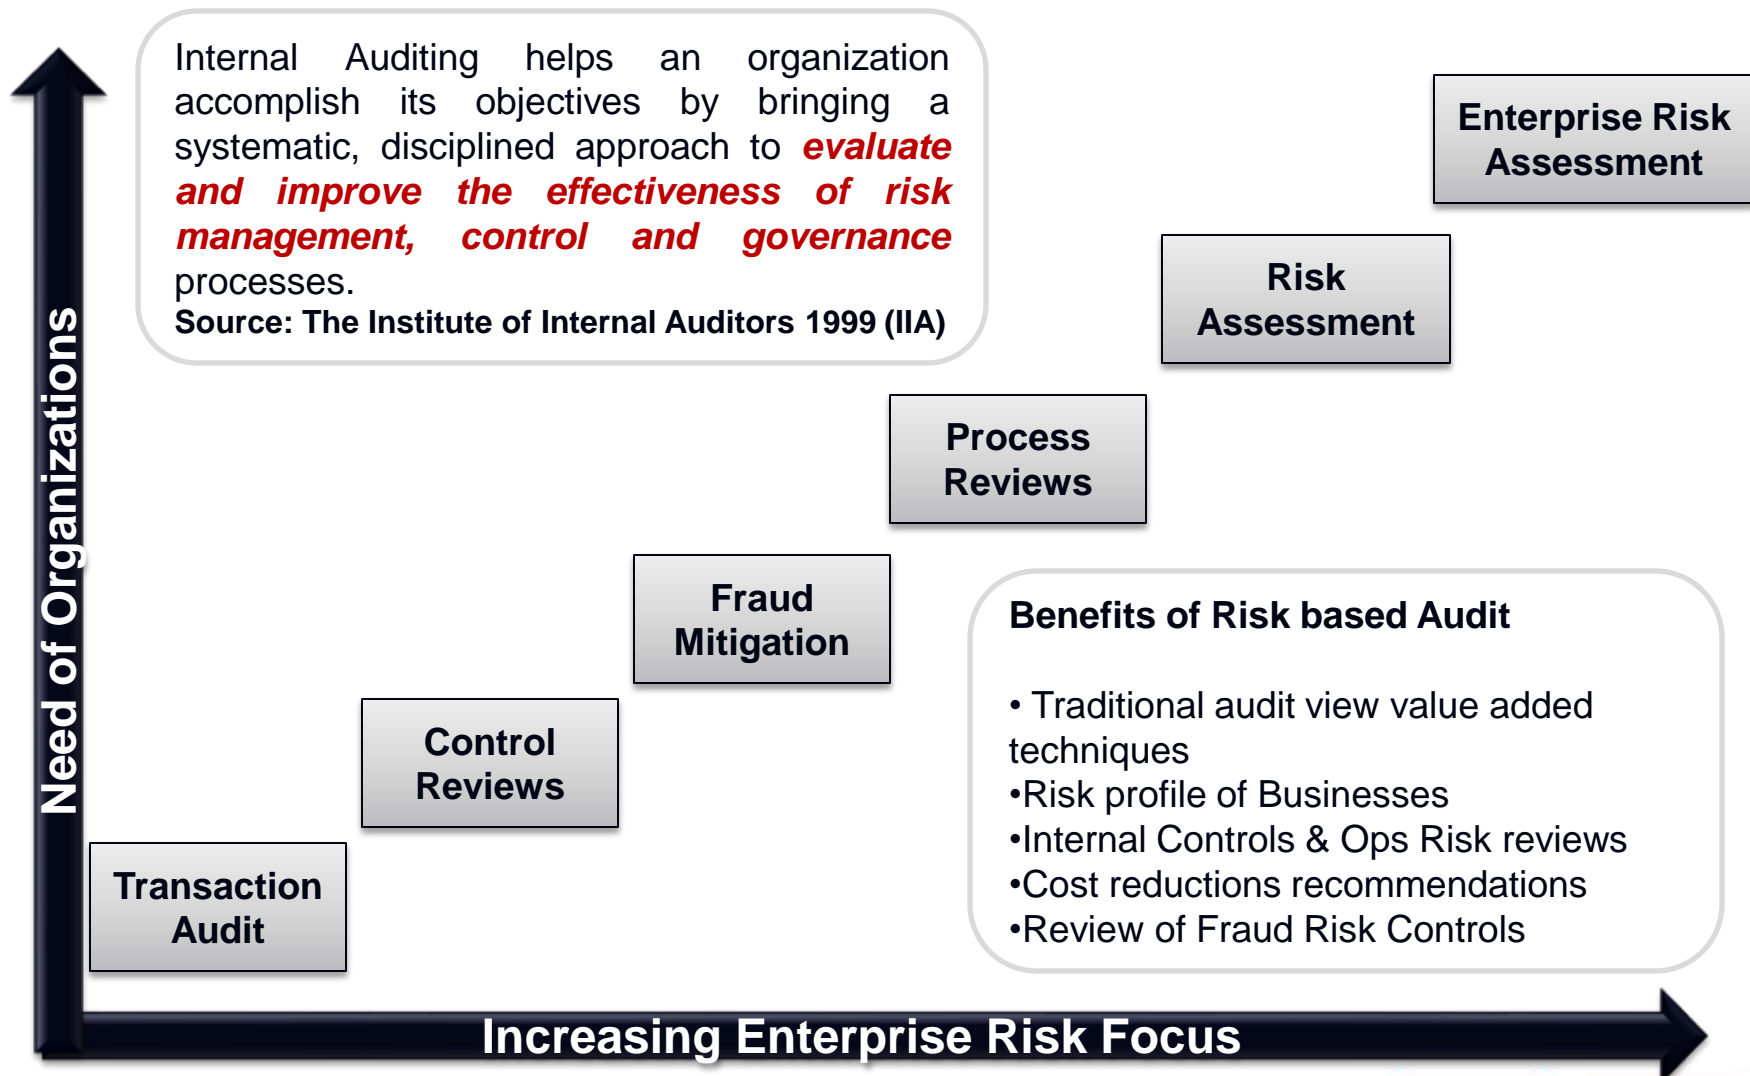 Internal Auditing helps an organization
accomplish its objectives by bringing a
systematic, disciplined approach to evaluate
and improve the effectiveness of risk
management, control and governance
processes.
Source: The Institute of Internal Auditors 1999 (IIA)
Enterprise Risk
Assessment
Risk
Assessment
Process
Reviews
Fraud
Mitigation
Control
Reviews
Transaction
Audit
Need of Organizations
Benefits of Risk based Audit
• Traditional audit view value added
techniques
•Risk profile of Businesses
•Internal Controls & Ops Risk reviews
•Cost reductions recommendations
•Review of Fraud Risk Controls
Increasing Enterprise Risk Focus